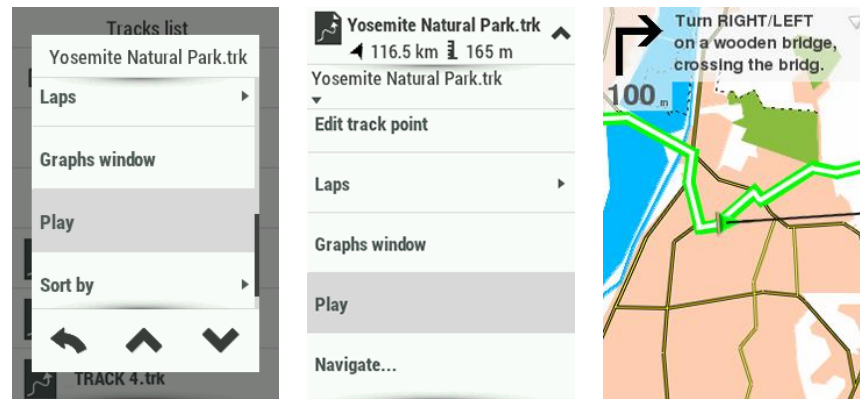 Tracks list
Yosemite Natural Park.trk
Laps
Graphs window
Play
Sort by
TRACK 4.trk
Yosemite Natural Park.trk
116.5 km 165 m
Yosemite Natural Park.trk
Edit track point
Laps
Graphs window
Play
Navigate...
Turn RIGHT/LEFT
on a wooden bridge,
crossing the bridg.
100 m